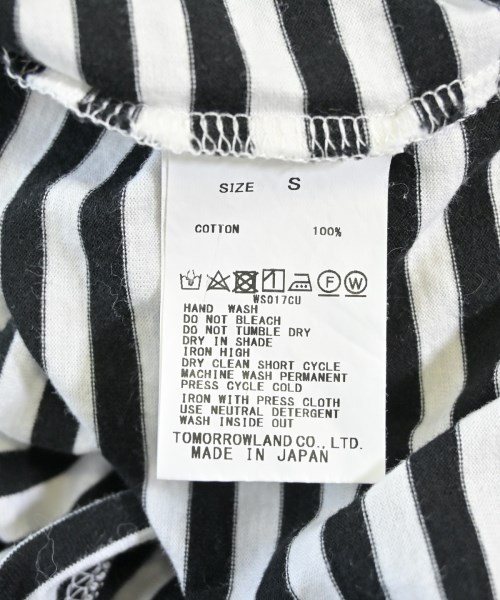 SIZE S
COTTON 100%
F W
WS017CU
HAND WASH
DO NOT BLEACH
DO NOT TUMBLE DRY
DRY IN SHADE
IRON HIGH
DRY CLEAN SHORT CYCLE
MACHINE WASH PERMANENT
PRESS CYCLE COLD
IRON WITH PRESS CLOTH
USE NEUTRAL DETERGENT
WASH INSIDE OUT
TOMORROWLAND CO., LTD.
MADE IN JAPAN